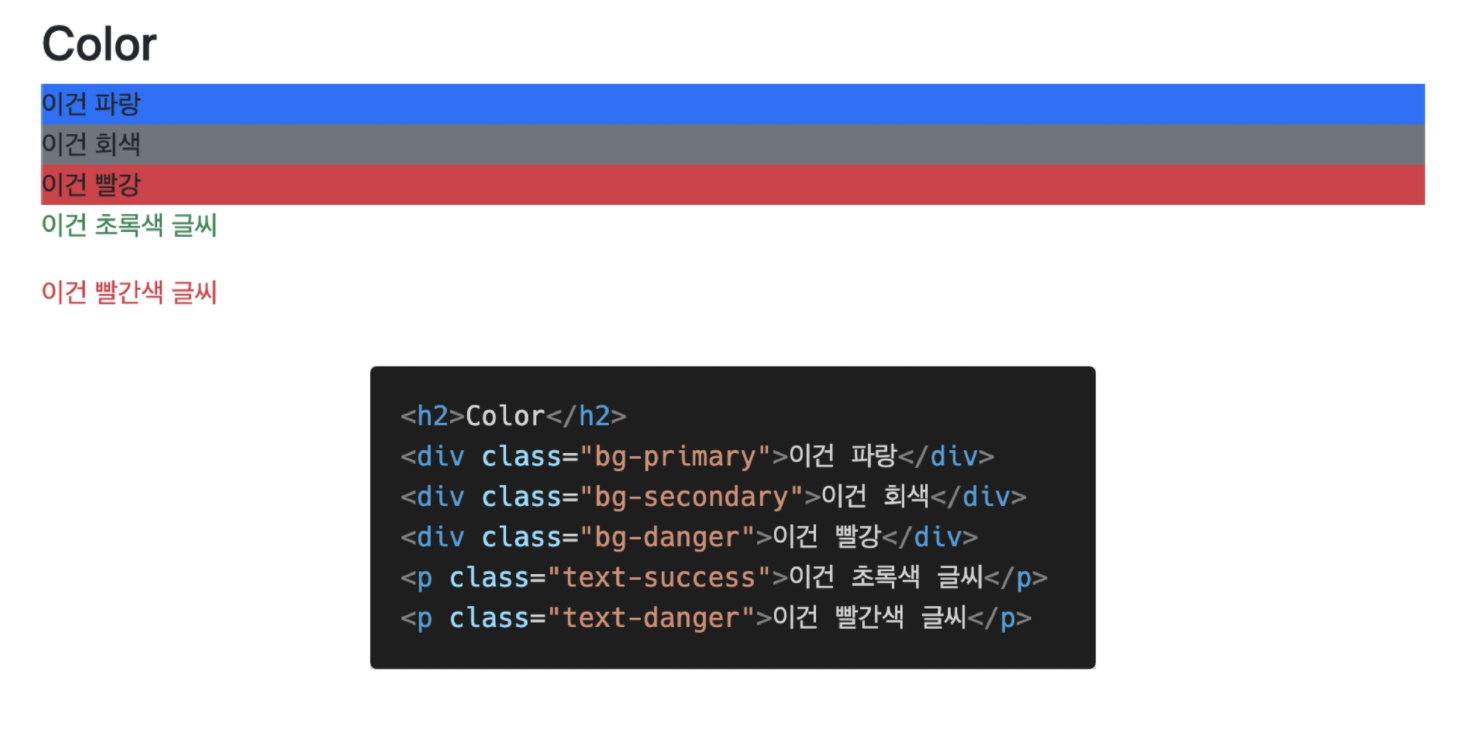 Color
이건 파랑
이건 회색
이건 빨강
이건 초록색 글씨
이건 빨간색 글씨
<h2>Color</h2>
<div class="bg-primary">이건 파랑</div>
<div class="bg-secondary">이건 회색</div>
<div class="bg-danger">이건 빨강</div>
<p class="text-success">이건 초록색 글씨</p>
<p class="text-danger">이건 빨간색 글씨</p>